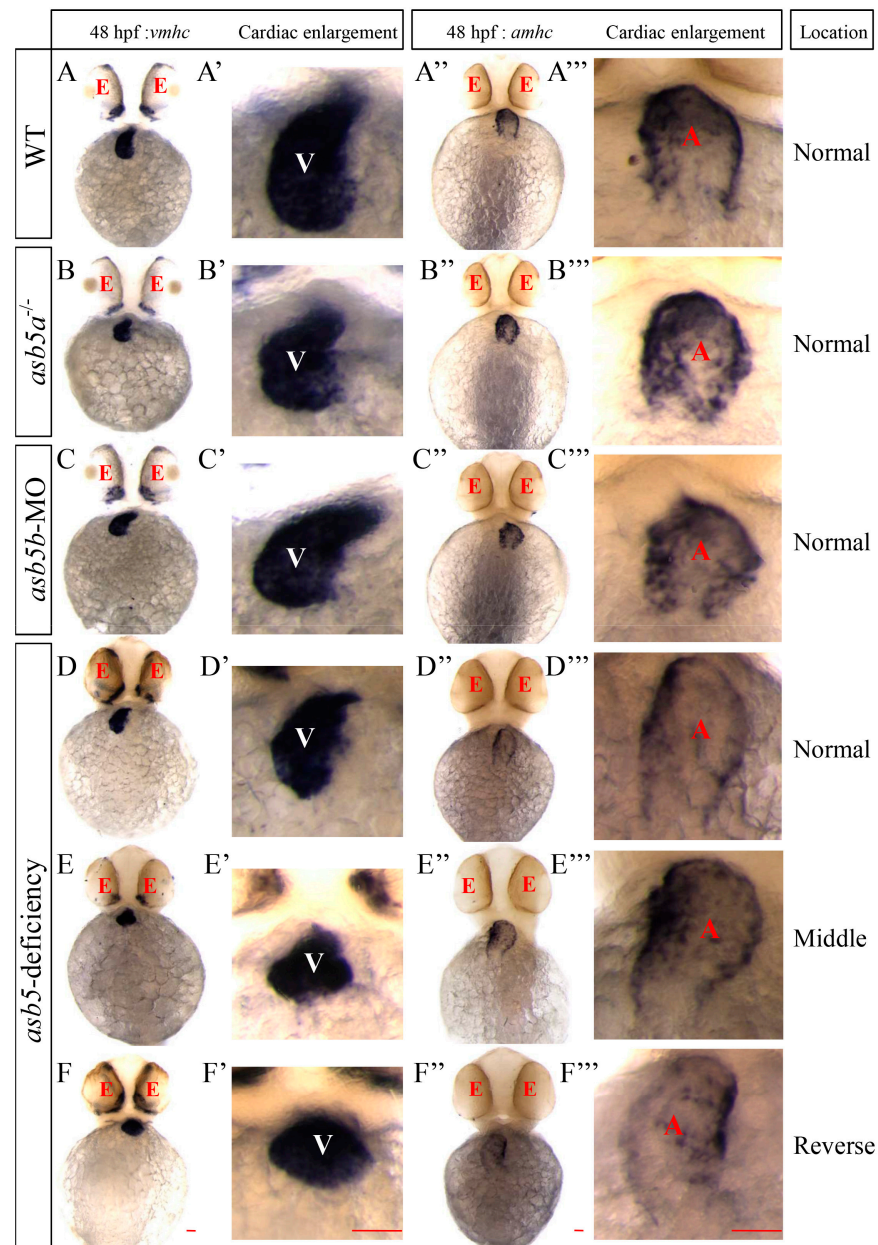 48 hpf :vmhc Cardiac enlargement 48 hpf : amhc Cardiac enlargement Location
WT
A E E A' V A'' E E A''' A Normal
asb5a-/-
B E E B' V B'' E E B''' A Normal
asb5b-MO
C E E C' V C'' E E C''' A Normal
asb5-deficiency
D E E D' V D'' E E D''' A Normal
E E E E' V E'' E E E''' A Middle
F E E F' V F'' E E F''' A Reverse